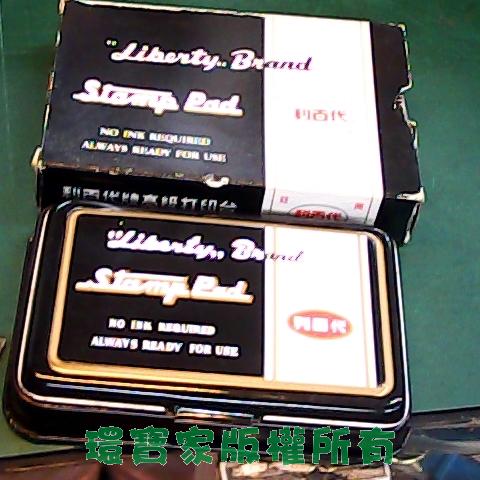 "Liberty,, Brand
Stamp Pad
NO INK REQUIRED
ALWAYS READY FOR USE
利百代
利百代牌高級打印台
利百代
"Liberty,, Brand
Stamp Pad
NO INK REQUIRED
ALWAYS READY FOR USE
利百代
環寶家版權所有